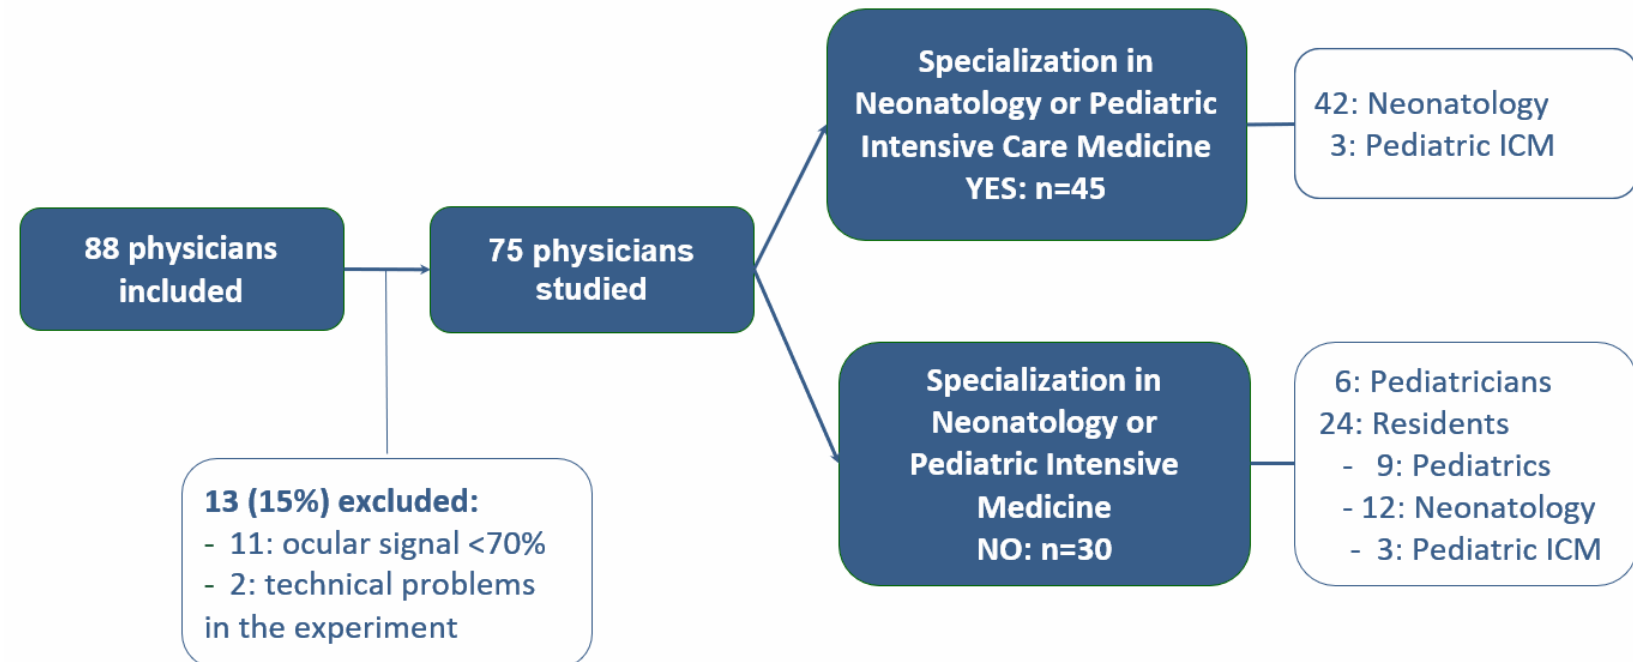 88 physicians
included
13 (15%) excluded:
- 11: ocular signal <70%
- 2: technical problems
in the experiment
75 physicians
studied
Specialization in
Neonatology or Pediatric
Intensive Care Medicine
YES: n=45
42: Neonatology
3: Pediatric ICM
Specialization in
Neonatology or
Pediatric Intensive
Medicine
NO: n=30
6: Pediatricians
24: Residents
- 9: Pediatrics
- 12: Neonatology
- 3: Pediatric ICM